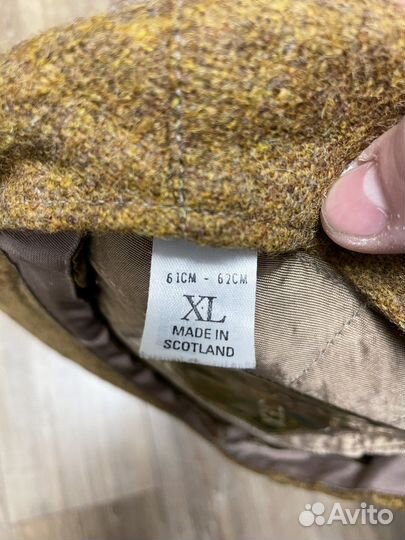 61CM - 62CM
XL
MADE IN
SCOTLAND
Avito